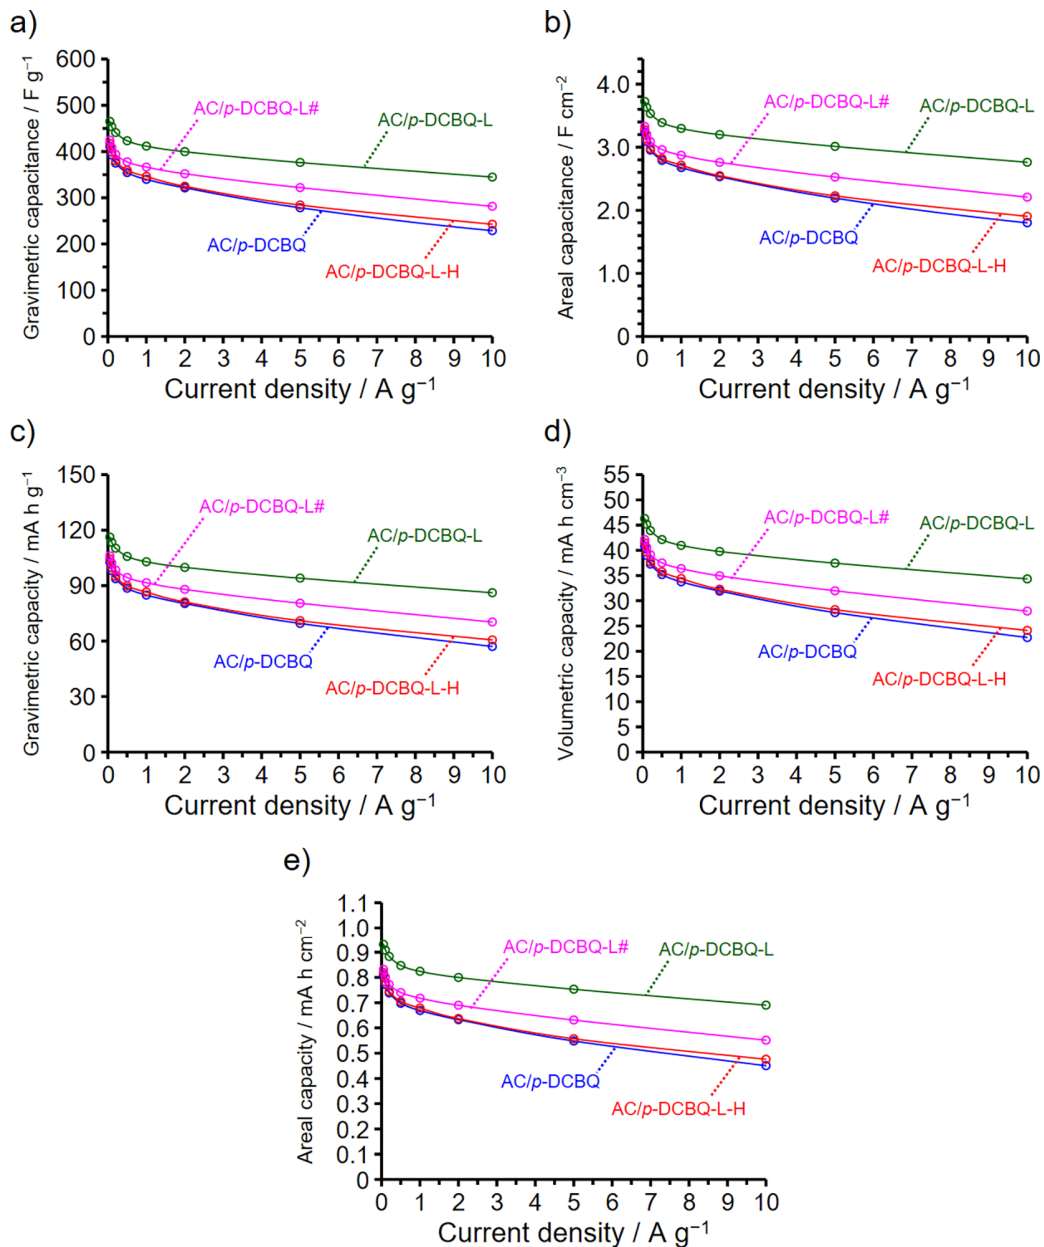 a)
Gravimetric capacitance / F g⁻¹
600
500
400
300
200
100
0
AC/p-DCBQ-L#
AC/p-DCBQ-L
AC/p-DCBQ
AC/p-DCBQ-L-H
0 1 2 3 4 5 6 7 8 9 10
Current density / A g⁻¹
b)
Areal capacitance / F cm⁻²
4.0
3.0
2.0
1.0
0
AC/p-DCBQ-L#
AC/p-DCBQ-L
AC/p-DCBQ
AC/p-DCBQ-L-H
0 1 2 3 4 5 6 7 8 9 10
Current density / A g⁻¹
c)
Gravimetric capacity / mA h g⁻¹
150
120
90
60
30
0
AC/p-DCBQ-L#
AC/p-DCBQ-L
AC/p-DCBQ
AC/p-DCBQ-L-H
0 1 2 3 4 5 6 7 8 9 10
Current density / A g⁻¹
d)
Volumetric capacity / mA h cm⁻³
55
50
45
40
35
30
25
20
15
10
5
0
AC/p-DCBQ-L#
AC/p-DCBQ-L
AC/p-DCBQ
AC/p-DCBQ-L-H
0 1 2 3 4 5 6 7 8 9 10
Current density / A g⁻¹
e)
Areal capacity / mA h cm⁻²
1.1
1.0
0.9
0.8
0.7
0.6
0.5
0.4
0.3
0.2
0.1
0
AC/p-DCBQ-L#
AC/p-DCBQ-L
AC/p-DCBQ
AC/p-DCBQ-L-H
0 1 2 3 4 5 6 7 8 9 10
Current density / A g⁻¹